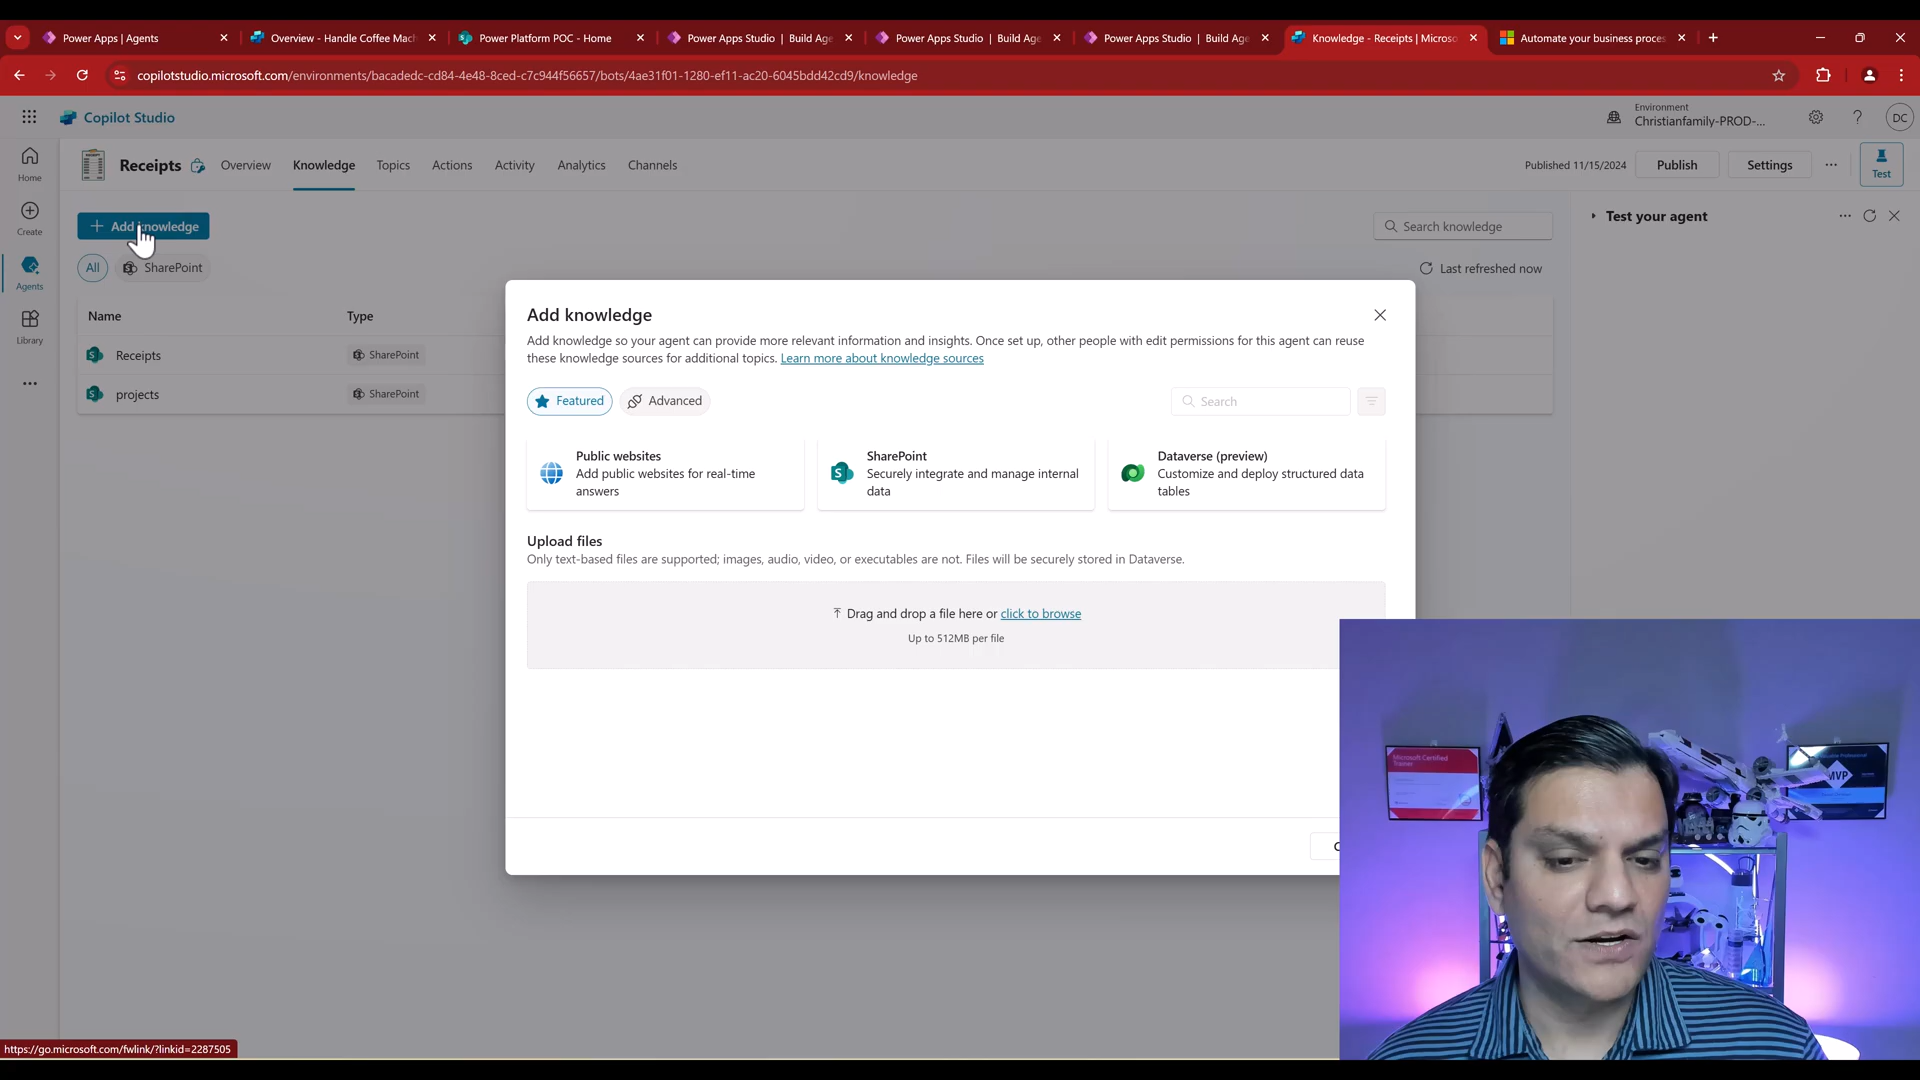 Power Apps | Agents
Overview - Handle Coffee Mach
Power Platform POC - Home
Power Apps Studio | Build Age
Power Apps Studio | Build Age
Power Apps Studio | Build Age
Knowledge - Receipts | Microso
Automate your business proces
copilotstudio.microsoft.com/environments/bacadedc-cd84-4e48-8ced-c7c944f56657/bots/4ae31f01-1280-ef11-ac20-6045bdd42cd9/knowledge
Copilot Studio
Environment
Christianfamily-PROD-...
DC
Home
Create
Agents
Library
Receipts
Overview
Knowledge
Topics
Actions
Activity
Analytics
Channels
Published 11/15/2024
Publish
Settings
Test
Add knowledge
Search knowledge
Test your agent
All
SharePoint
Last refreshed now
Name
Type
Receipts
SharePoint
projects
SharePoint
Add knowledge
Add knowledge so your agent can provide more relevant information and insights. Once set up, other people with edit permissions for this agent can reuse
these knowledge sources for additional topics. Learn more about knowledge sources
Featured
Advanced
Search
Public websites
Add public websites for real-time
answers
SharePoint
Securely integrate and manage internal
data
Dataverse (preview)
Customize and deploy structured data
tables
Upload files
Only text-based files are supported; images, audio, video, or executables are not. Files will be securely stored in Dataverse.
Drag and drop a file here or click to browse
Up to 512MB per file
Microsoft Certified
Trainer
MVP
https://go.microsoft.com/fwlink/?linkid=2287505